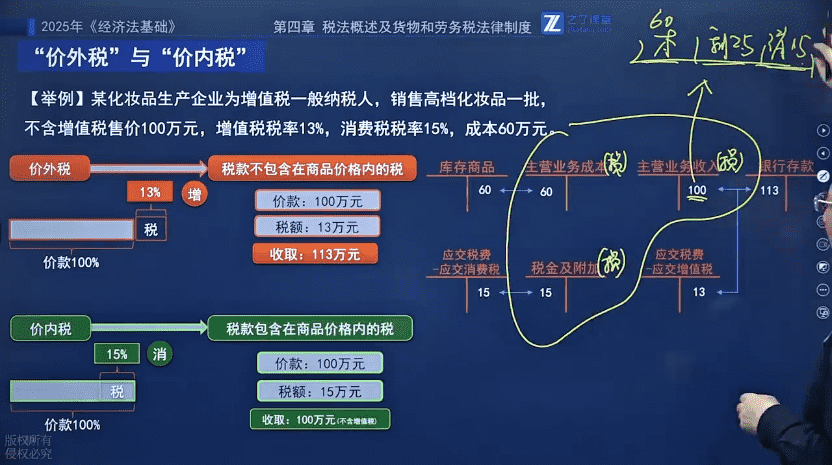 2025年《经济法基础》
第四章 税法概述及货物和劳务税法律制度
之了课堂
“价外税”与“价内税”
60
本 利25 消15
【举例】某化妆品生产企业为增值税一般纳税人，销售高档化妆品一批，
不含增值税售价100万元，增值税税率13%，消费税税率15%，成本60万元。
价外税
税款不包含在商品价格内的税
13%
增
税
价款100%
价款：100万元
税额：13万元
收取：113万元
库存商品
60
主营业务成本
(损)
60
主营业务收入
(损)
100
银行存款
113
应交税费
-应交消费税
15
税金及附加
(损)
15
应交税费
-应交增值税
13
价内税
税款包含在商品价格内的税
15%
消
税
价款100%
价款：100万元
税额：15万元
收取：100万元(不含增值税)
版权所有
侵权必究